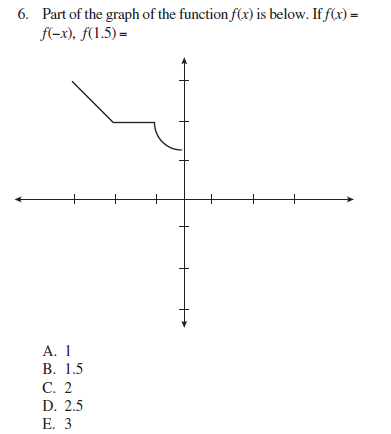 6. Part of the graph of the function f(x) is below. If f(x) =
f(–x), f(1.5) =
A. 1
B. 1.5
C. 2
D. 2.5
E. 3